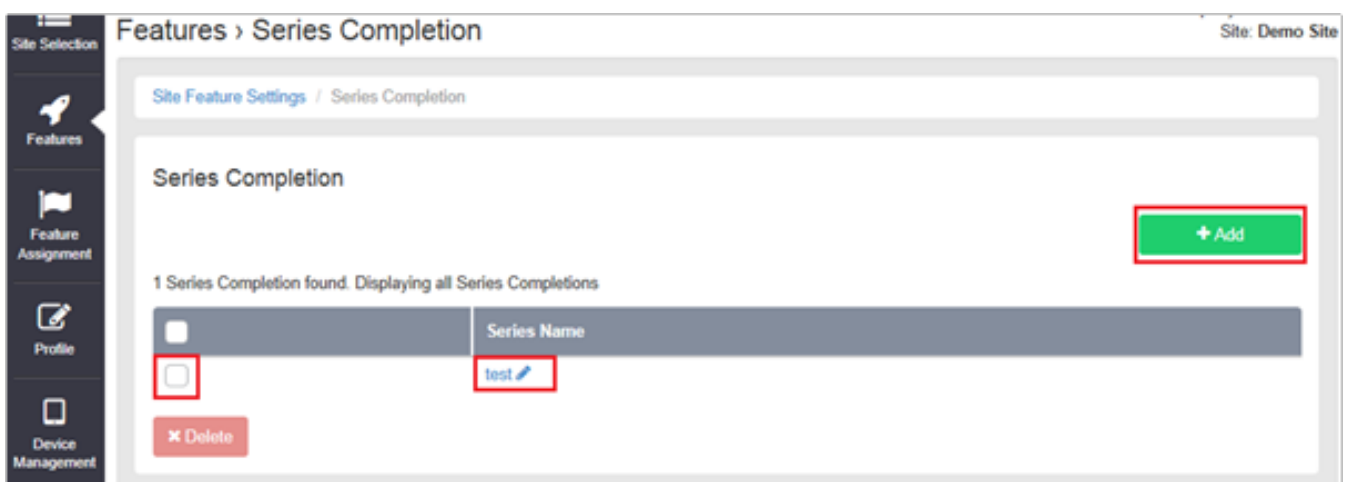 Site Selection
Features › Series Completion
Site: Demo Site
Site Feature Settings / Series Completion
Features
Series Completion
Feature
Assignment
+ Add
1 Series Completion found. Displaying all Series Completions
Profile
Series Name
test
Device
Management
✖ Delete